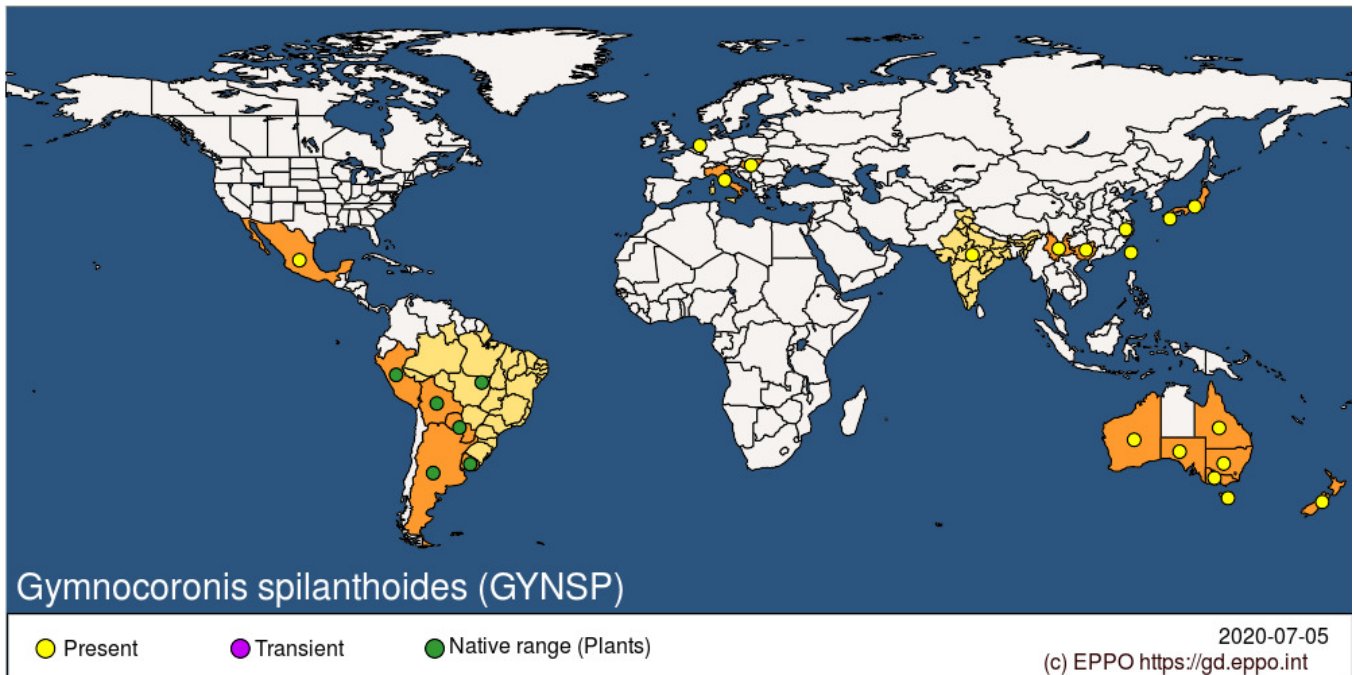 Gymnocoronis spilanthoides (GYNSP)
Present
Transient
Native range (Plants)
2020-07-05
(c) EPPO https://gd.eppo.int